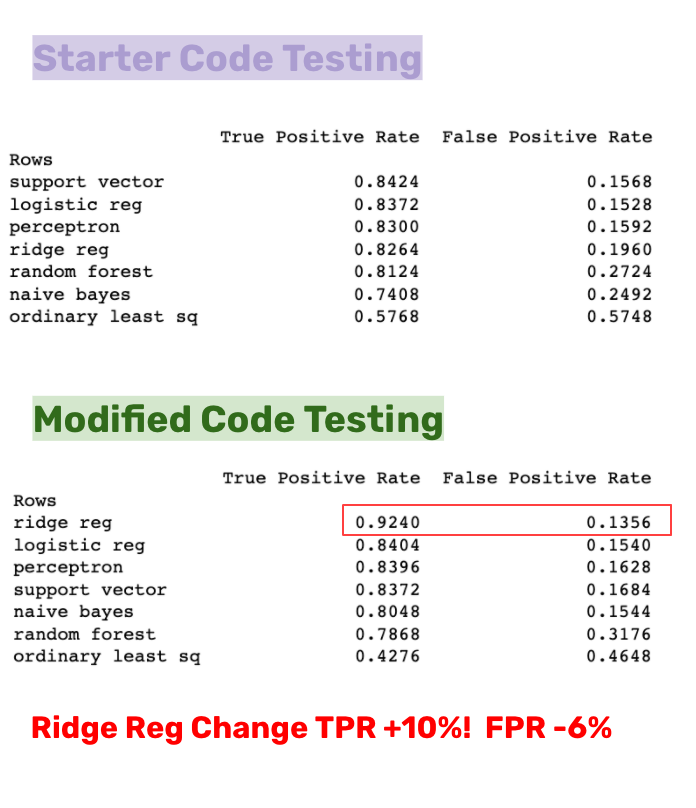 Starter Code Testing
True Positive Rate False Positive Rate
Rows
support vector 0.8424 0.1568
logistic reg 0.8372 0.1528
perceptron 0.8300 0.1592
ridge reg 0.8264 0.1960
random forest 0.8124 0.2724
naive bayes 0.7408 0.2492
ordinary least sq 0.5768 0.5748
Modified Code Testing
True Positive Rate False Positive Rate
Rows
ridge reg 0.9240 0.1356
logistic reg 0.8404 0.1540
perceptron 0.8396 0.1628
support vector 0.8372 0.1684
naive bayes 0.8048 0.1544
random forest 0.7868 0.3176
ordinary least sq 0.4276 0.4648
Ridge Reg Change TPR +10%! FPR -6%